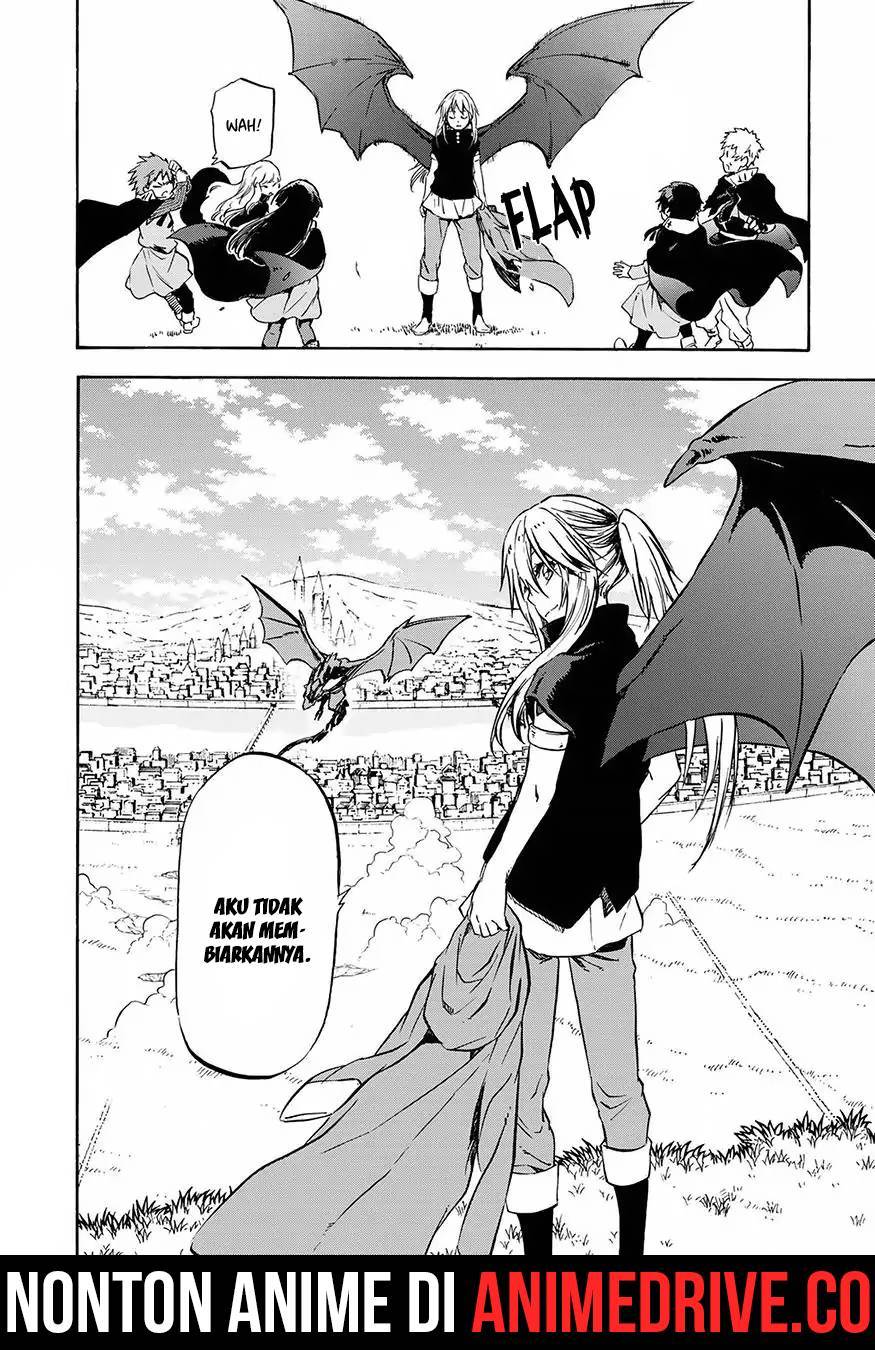 WAH!
FLAP
AKU TIDAK
AKAN MEM-
BIARKANNYA.
NONTON ANIME DI ANIMEDRIVE.CO